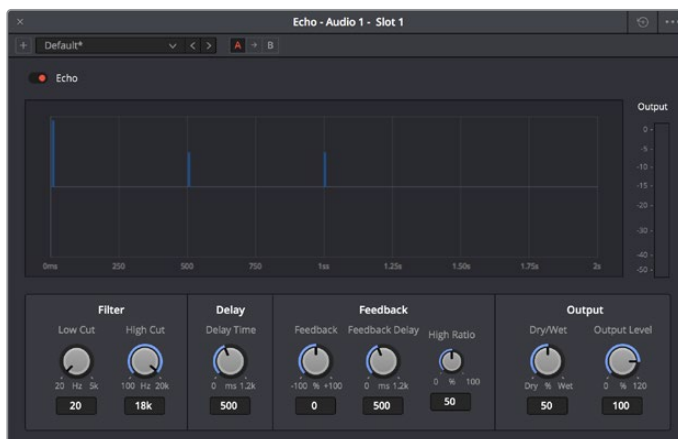 Echo - Audio 1 - Slot 1
Default*
A
B
Echo
Output
0 -
-5 -
-10 -
-15 -
-20 -
-30 -
-40 -
-50 -
0ms 250 500 750 1ss 1.25s 1.50s 1.75s 2s
Filter Delay Feedback Output
Low Cut High Cut Delay Time Feedback Feedback Delay High Ratio Dry/Wet Output Level
20 Hz 5k 100 Hz 20k 0 ms 1.2k -100 % +100 0 ms 1.2k 0 % 100 Dry % Wet 0 % 120
20 18k 500 0 500 50 50 100